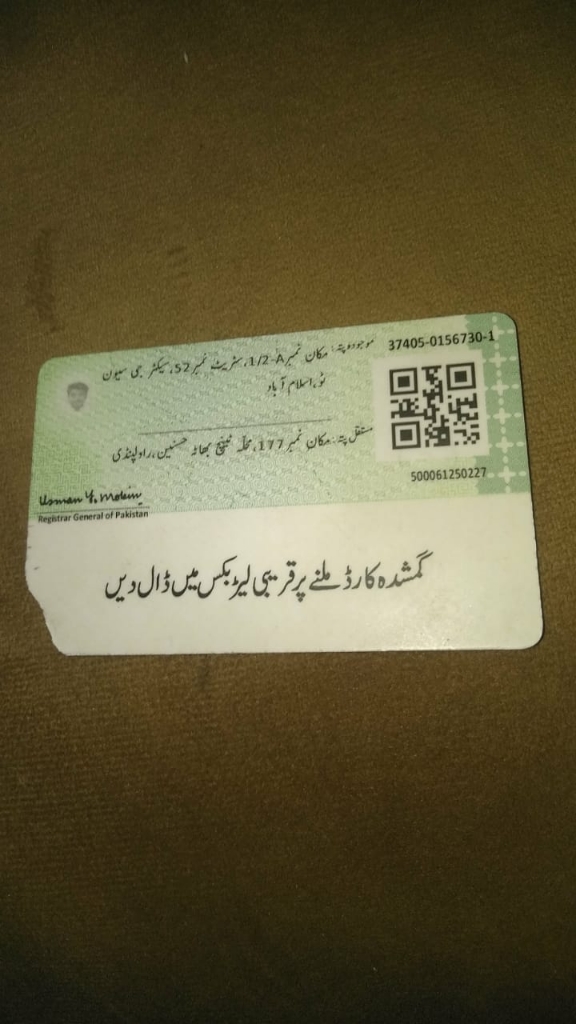 37405-0156730-1
موجودہ پتہ: مکان نمبر 1/2-A، سٹریٹ نمبر 52، سیکٹر جی سیون
ٹو، اسلام آباد
مستقل پتہ: مکان نمبر 177، محلہ بھاٹہ حسنین، راولپنڈی
500061250227
Usman Y. Mobin
Registrar General of Pakistan
گمشدہ کارڈ ملنے پر قریبی لیٹر بکس میں ڈال دیں